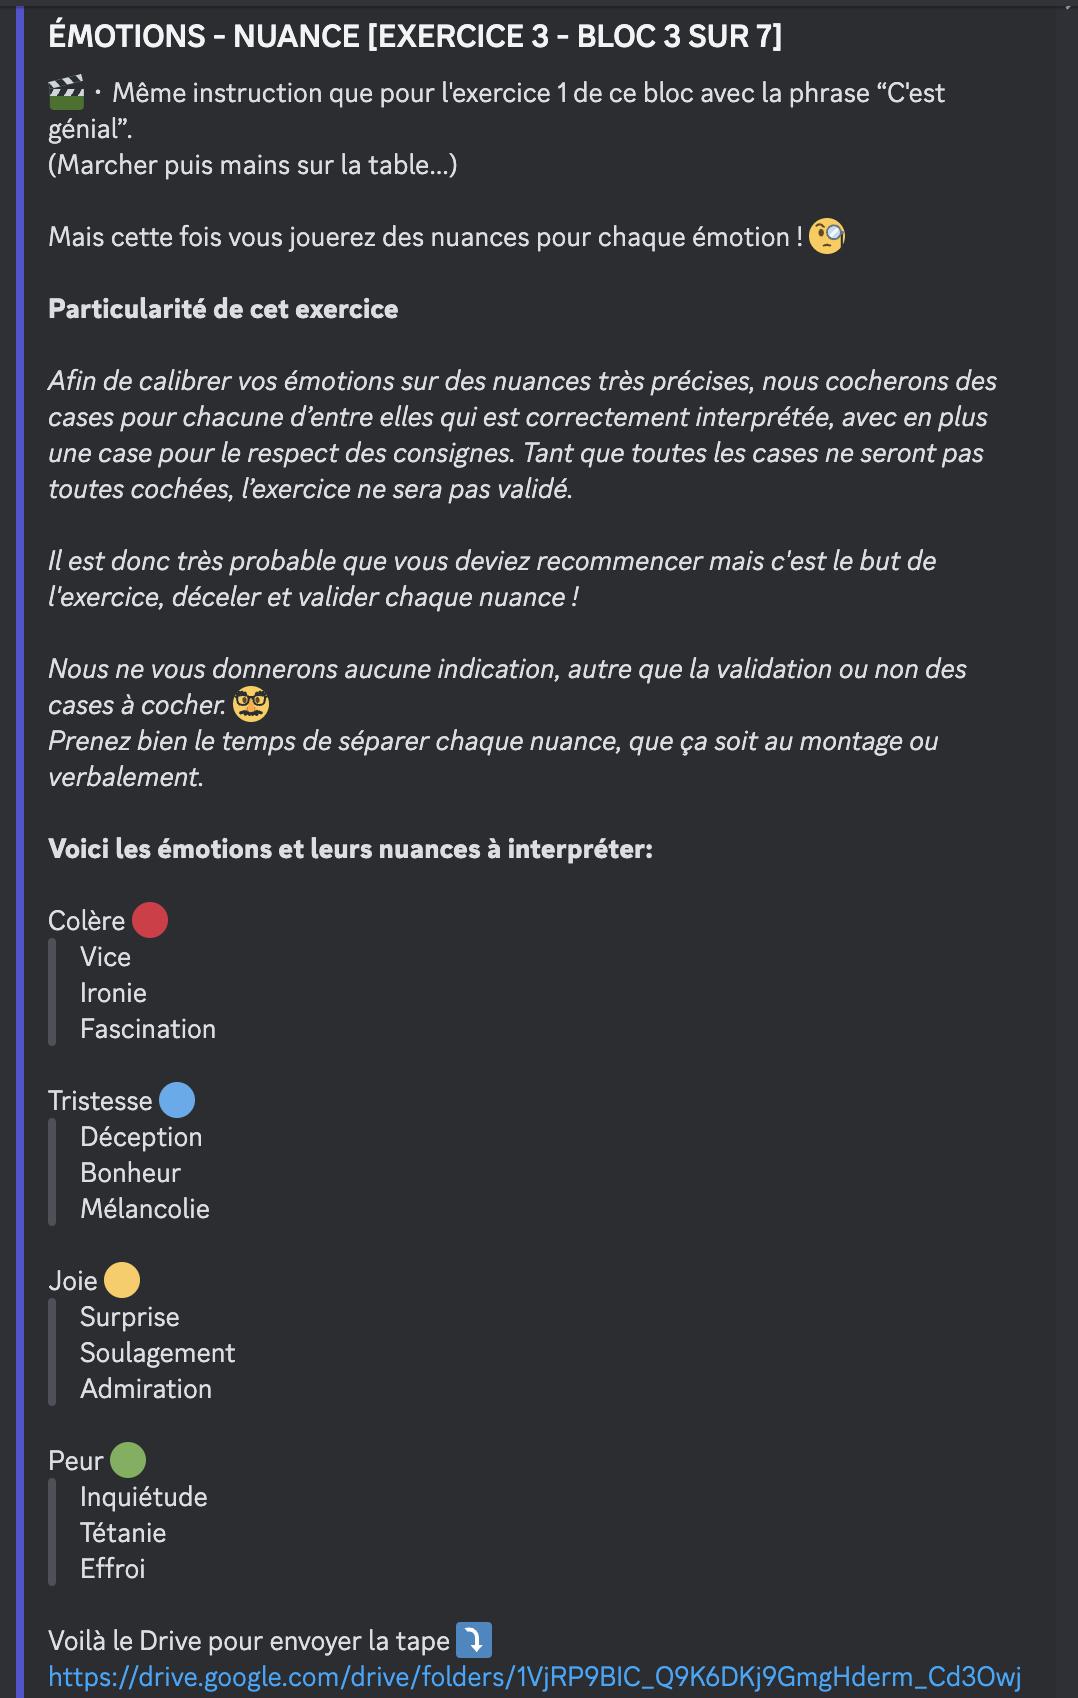 ÉMOTIONS - NUANCE [EXERCICE 3 - BLOC 3 SUR 7]
🎬 · Même instruction que pour l'exercice 1 de ce bloc avec la phrase “C'est
génial”.
(Marcher puis mains sur la table...)
Mais cette fois vous jouerez des nuances pour chaque émotion ! 🧐
Particularité de cet exercice
Afin de calibrer vos émotions sur des nuances très précises, nous cocherons des
cases pour chacune d’entre elles qui est correctement interprétée, avec en plus
une case pour le respect des consignes. Tant que toutes les cases ne seront pas
toutes cochées, l’exercice ne sera pas validé.
Il est donc très probable que vous deviez recommencer mais c'est le but de
l'exercice, déceler et valider chaque nuance !
Nous ne vous donnerons aucune indication, autre que la validation ou non des
cases à cocher. 🥸
Prenez bien le temps de séparer chaque nuance, que ça soit au montage ou
verbalement.
Voici les émotions et leurs nuances à interpréter:
Colère 🔴
Vice
Ironie
Fascination
Tristesse 🔵
Déception
Bonheur
Mélancolie
Joie 🟡
Surprise
Soulagement
Admiration
Peur 🟢
Inquiétude
Tétanie
Effroi
Voilà le Drive pour envoyer la tape ⤵️
https://drive.google.com/drive/folders/1VjRP9BIC_Q9K6DKj9GmgHderm_Cd3Owj